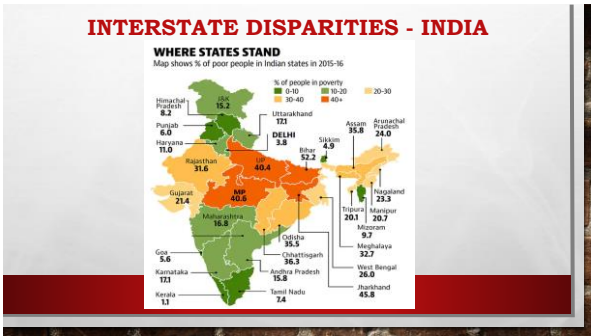 INTERSTATE DISPARITIES - INDIA
WHERE STATES STAND
Map shows % of poor people in Indian states in 2015-16
% of people in poverty
0-10 10-20 20-30
30-40 40+
J&K
15.2
Himachal
Pradesh
8.2
Uttarakhand
17.1
Punjab
6.0
DELHI
3.8
Haryana
11.0
Rajasthan
31.6
UP
40.4
Bihar
52.2
Sikkim
4.9
Assam
35.8
Arunachal
Pradesh
24.0
Gujarat
21.4
MP
40.6
Nagaland
23.3
Tripura
20.1
Manipur
20.7
Mizoram
9.7
Maharashtra
16.8
Odisha
35.5
Chhattisgarh
36.3
Meghalaya
32.7
West Bengal
26.0
Jharkhand
45.8
Goa
5.6
Karnataka
17.1
Andhra Pradesh
15.8
Kerala
1.1
Tamil Nadu
7.4